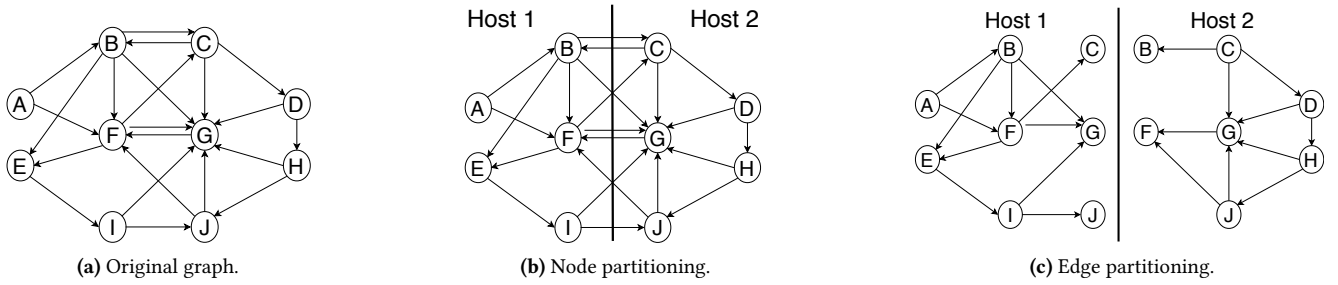 Host 1 Host 2
Host 1 Host 2
B C
A D
F G
E H
I J
B C
A D
F G
E H
I J
B C
A
F G
E
I J
B C
D
F G
H
J
(a) Original graph.
(b) Node partitioning.
(c) Edge partitioning.